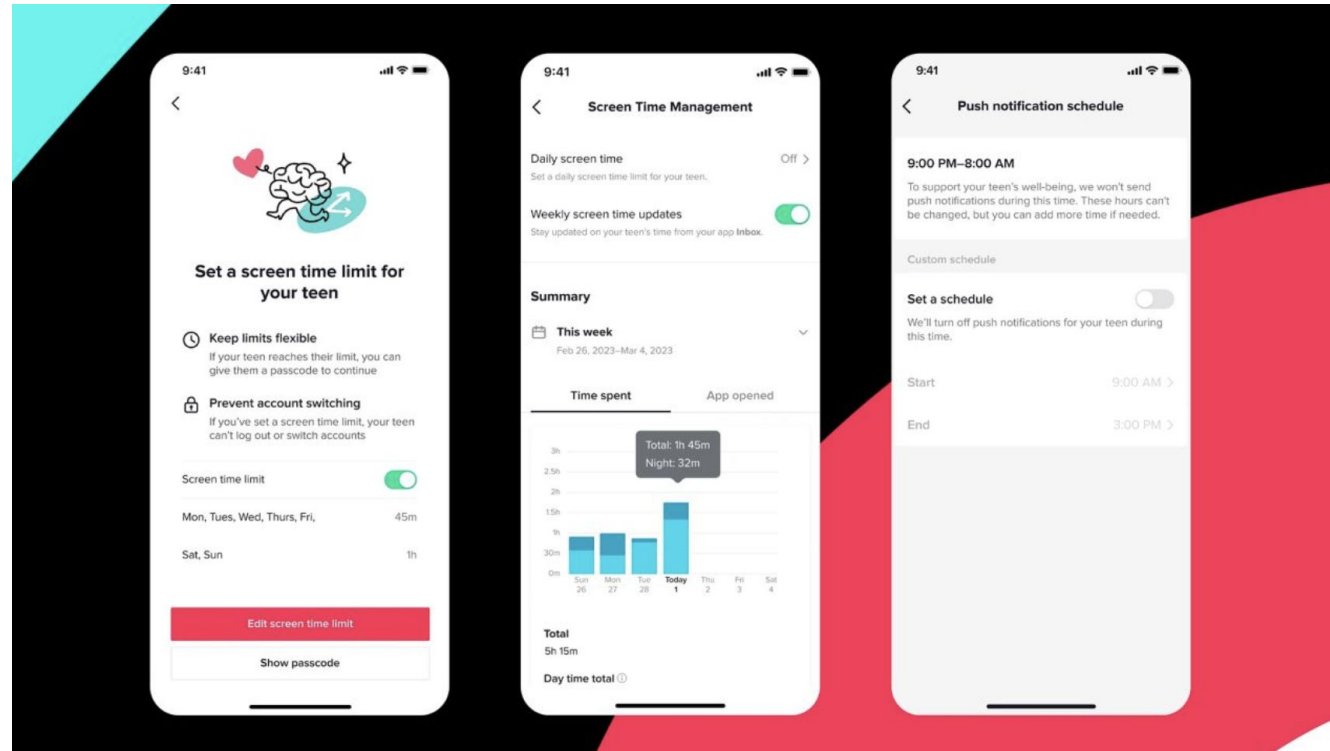 9:41
Set a screen time limit for
your teen
Keep limits flexible
If your teen reaches their limit, you can
give them a passcode to continue
Prevent account switching
If you've set a screen time limit, your teen
can't log out or switch accounts
Screen time limit
Mon, Tues, Wed, Thurs, Fri, 45m
Sat, Sun 1h
Edit screen time limit
Show passcode
9:41
Screen Time Management
Daily screen time Off
Set a daily screen time limit for your teen.
Weekly screen time updates
Stay updated on your teen's time from your app Inbox.
Summary
This week
Feb 26, 2023–Mar 4, 2023
Time spent App opened
Total: 1h 45m
Night: 32m
3h
2.5h
2h
1.5h
1h
30m
0m
Sun Mon Tue Today Thu Fri Sat
26 27 28 1 2 3 4
Total
5h 15m
Day time total
9:41
Push notification schedule
9:00 PM–8:00 AM
To support your teen's well-being, we won't send
push notifications during this time. These hours can't
be changed, but you can add more time if needed.
Custom schedule
Set a schedule
We'll turn off push notifications for your teen during
this time.
Start 9:00 AM
End 3:00 PM